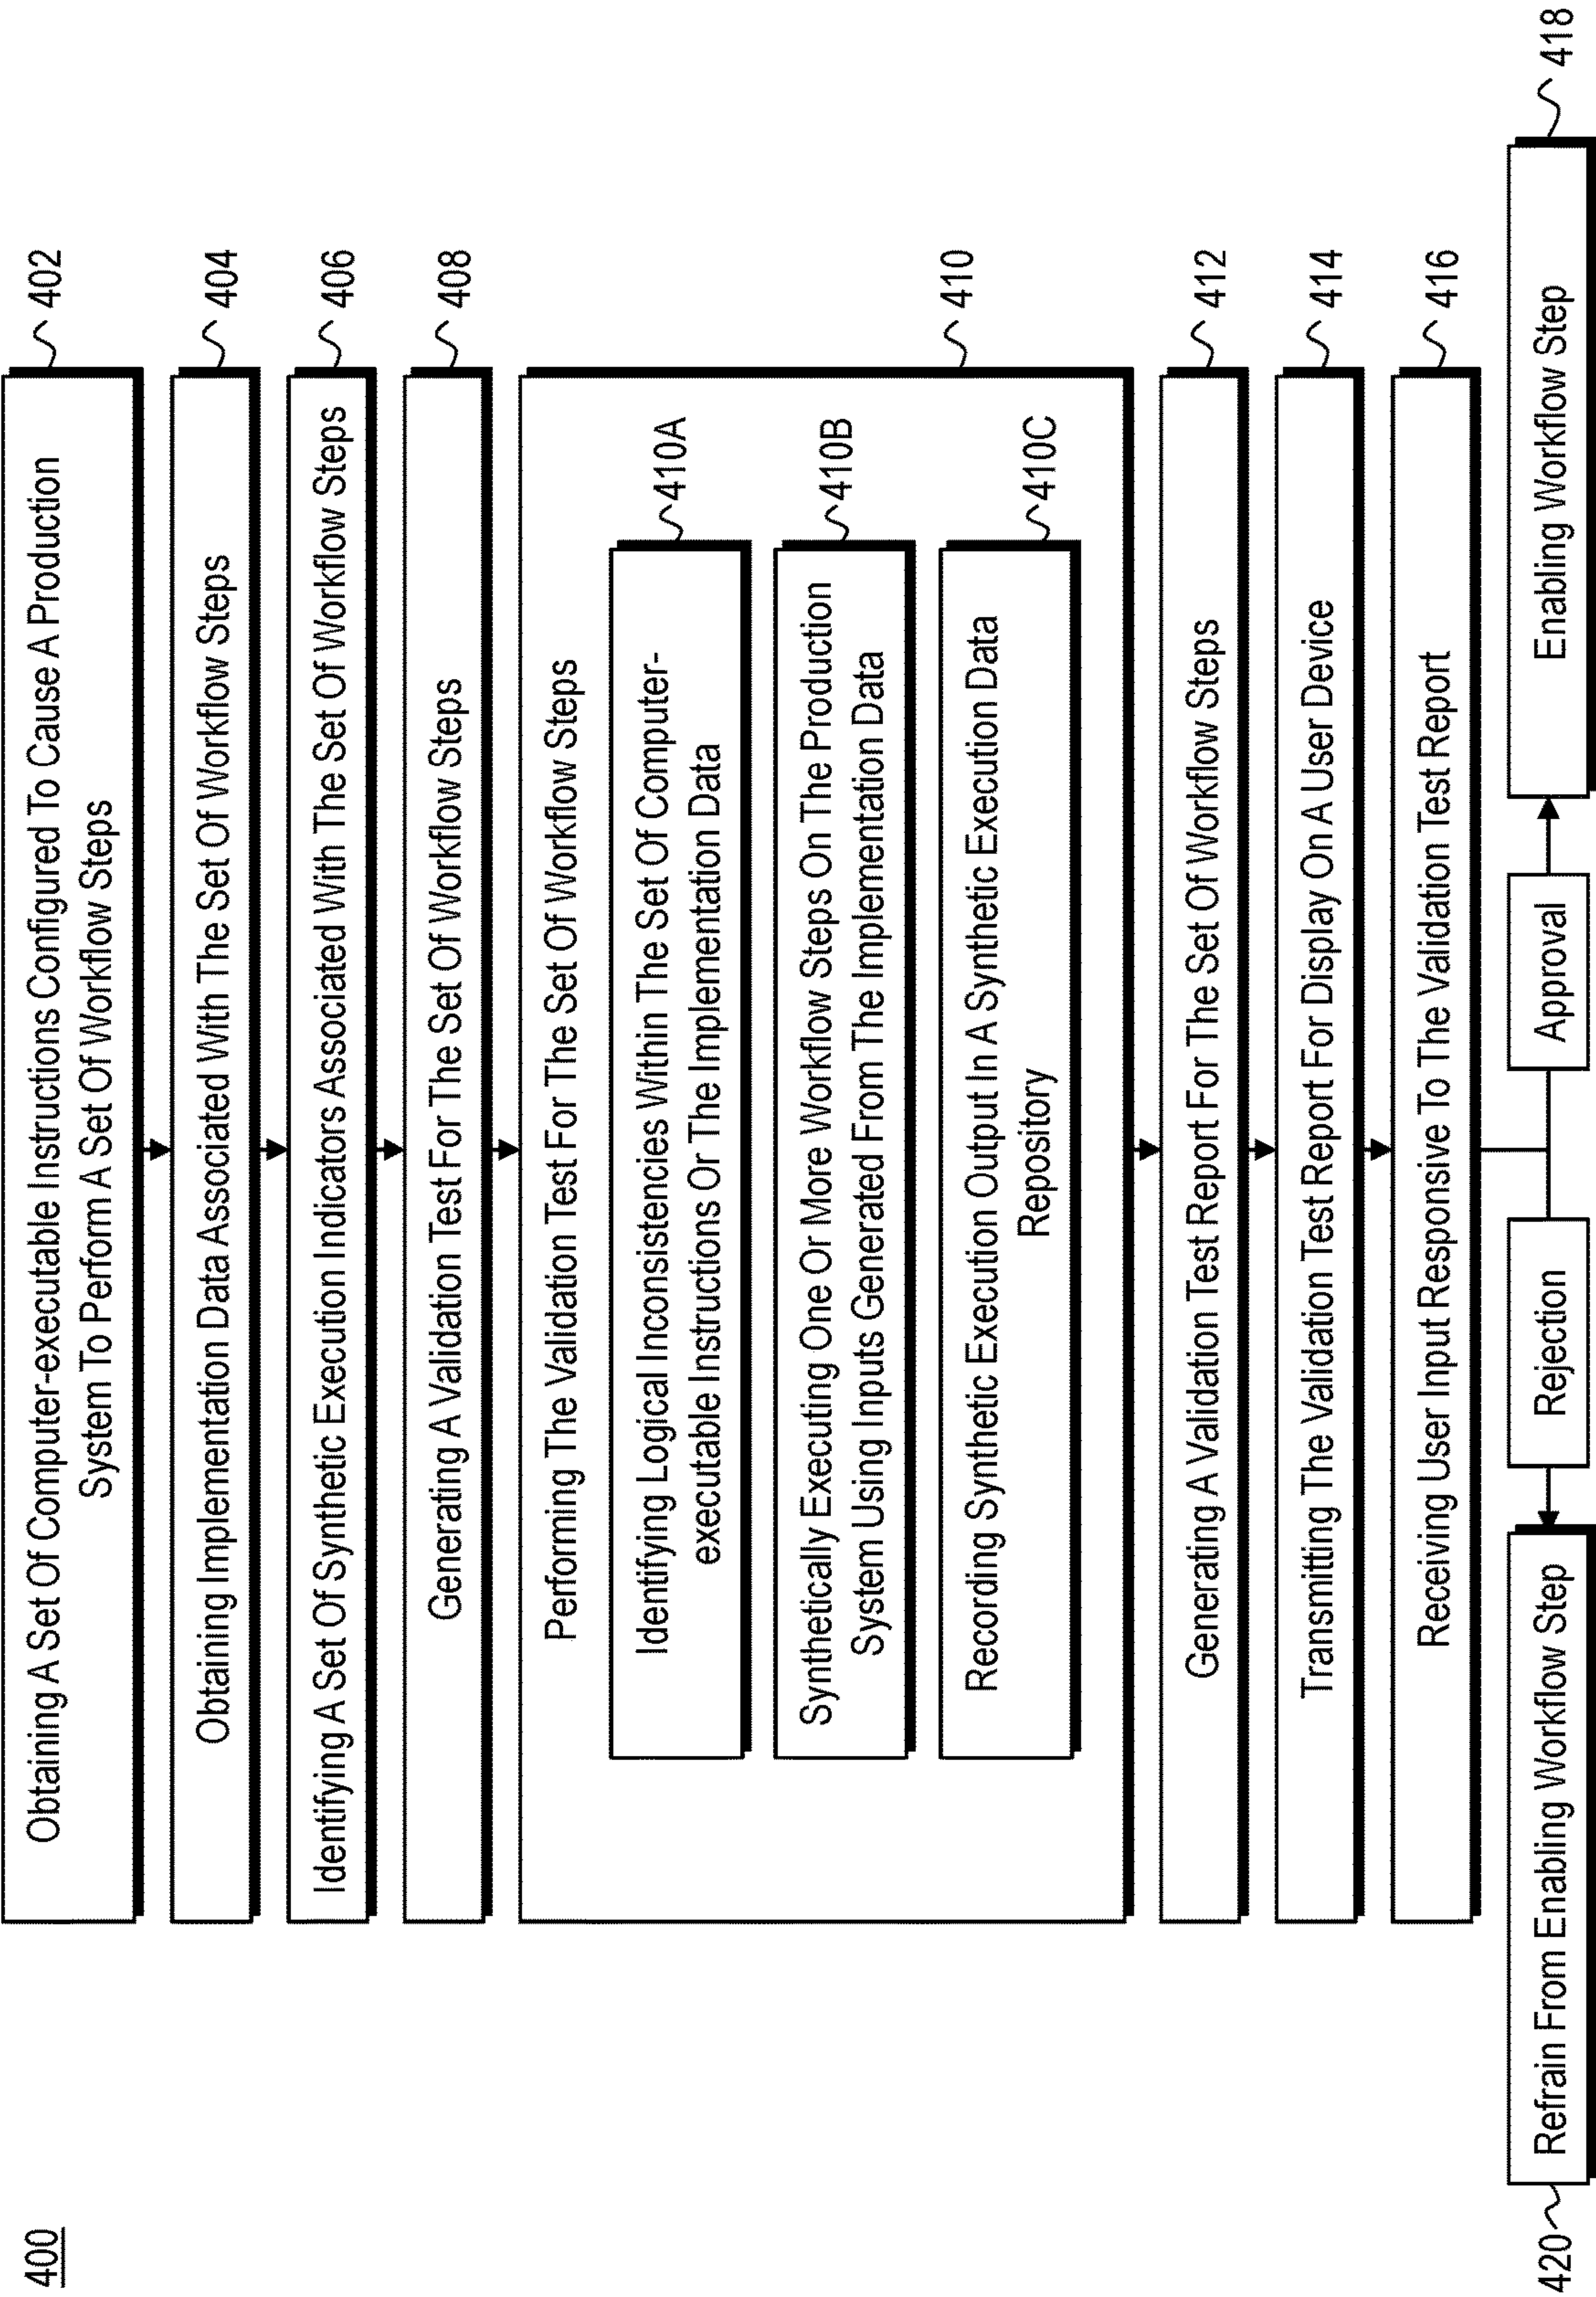 400
Obtaining A Set Of Computer-executable Instructions Configured To Cause A Production
System To Perform A Set Of Workflow Steps
402
Obtaining Implementation Data Associated With The Set Of Workflow Steps
404
Identifying A Set Of Synthetic Execution Indicators Associated With The Set Of Workflow Steps
406
Generating A Validation Test For The Set Of Workflow Steps
408
Performing The Validation Test For The Set Of Workflow Steps
410
Identifying Logical Inconsistencies Within The Set Of Computer-
executable Instructions Or The Implementation Data
410A
Synthetically Executing One Or More Workflow Steps On The Production
System Using Inputs Generated From The Implementation Data
410B
Recording Synthetic Execution Output In A Synthetic Execution Data
Repository
410C
Generating A Validation Test Report For The Set Of Workflow Steps
412
Transmitting The Validation Test Report For Display On A User Device
414
Receiving User Input Responsive To The Validation Test Report
416
420
Refrain From Enabling Workflow Step
Rejection
Approval
Enabling Workflow Step
418